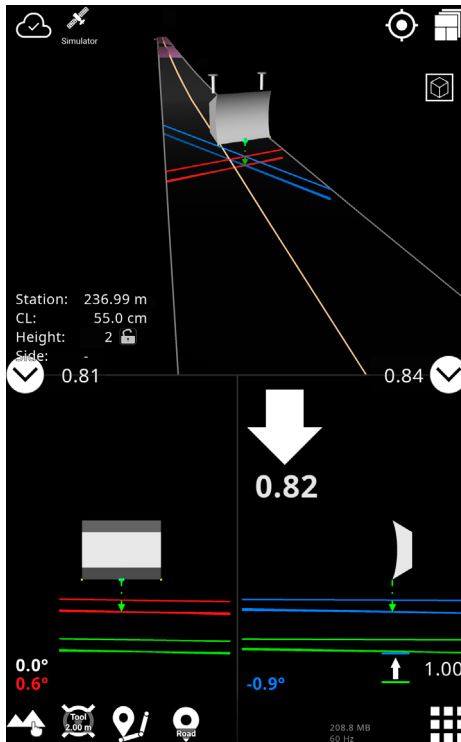 Simulator
Station: 236.99 m
CL: 55.0 cm
Height: 2
Side: -
0.81
0.84
0.82
0.0°
0.6°
-0.9°
1.00
Tool
2.00 m
Road
208.8 MB
60 Hz